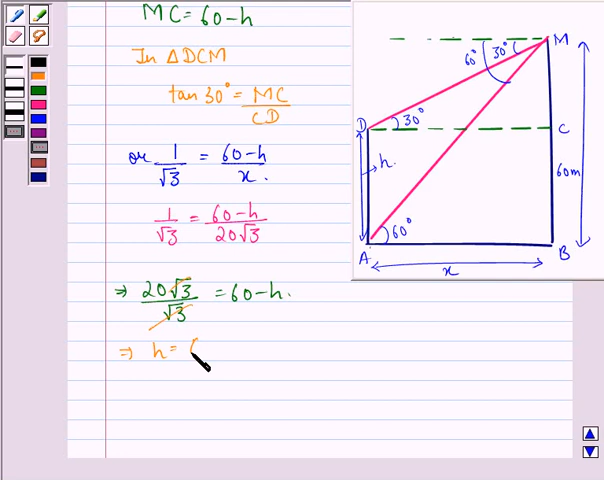 MC = 60 - h
In ΔDCM
tan 30° = MC / CD
or 1/√3 = 60-h / x.
1/√3 = 60-h / 20√3
⇒ 20√3 / √3 = 60-h.
⇒ h = (
M
60° 30°
D 30° C
h.
60m
60°
A B
x